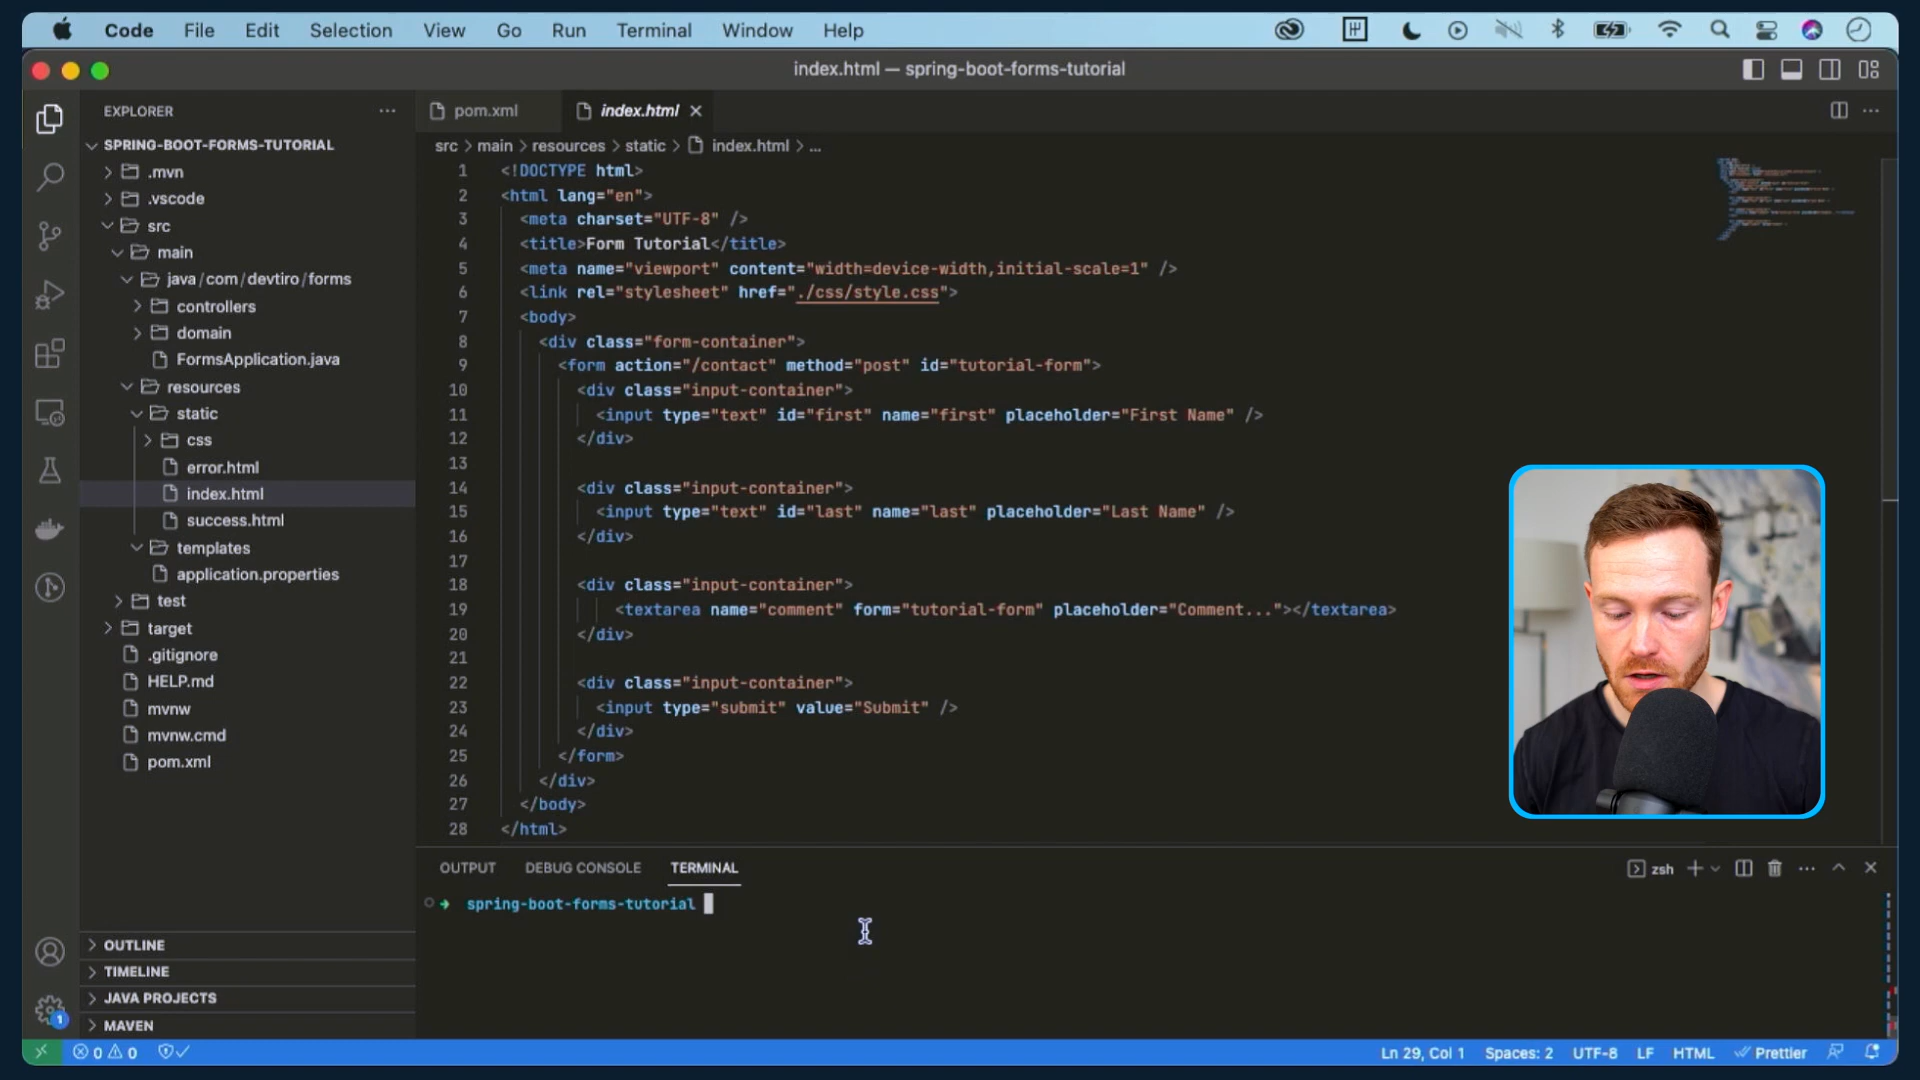 Code File Edit Selection View Go Run Terminal Window Help
index.html — spring-boot-forms-tutorial
EXPLORER
SPRING-BOOT-FORMS-TUTORIAL
.mvn
.vscode
src
main
java/com/devtiro/forms
controllers
domain
FormsApplication.java
resources
static
css
error.html
index.html
success.html
templates
application.properties
test
target
.gitignore
HELP.md
mvnw
mvnw.cmd
pom.xml
OUTLINE
TIMELINE
JAVA PROJECTS
MAVEN
pom.xml index.html
src > main > resources > static > index.html > ...
1 <!DOCTYPE html>
2 <html lang="en">
3 <meta charset="UTF-8" />
4 <title>Form Tutorial</title>
5 <meta name="viewport" content="width=device-width,initial-scale=1" />
6 <link rel="stylesheet" href="./css/style.css">
7 <body>
8 <div class="form-container">
9 <form action="/contact" method="post" id="tutorial-form">
10 <div class="input-container">
11 <input type="text" id="first" name="first" placeholder="First Name" />
12 </div>
13
14 <div class="input-container">
15 <input type="text" id="last" name="last" placeholder="Last Name" />
16 </div>
17
18 <div class="input-container">
19 <textarea name="comment" form="tutorial-form" placeholder="Comment..."></textarea>
20 </div>
21
22 <div class="input-container">
23 <input type="submit" value="Submit" />
24 </div>
25 </form>
26 </div>
27 </body>
28 </html>
OUTPUT DEBUG CONSOLE TERMINAL
zsh
spring-boot-forms-tutorial
1
0 0
Ln 29, Col 1 Spaces: 2 UTF-8 LF HTML Prettier